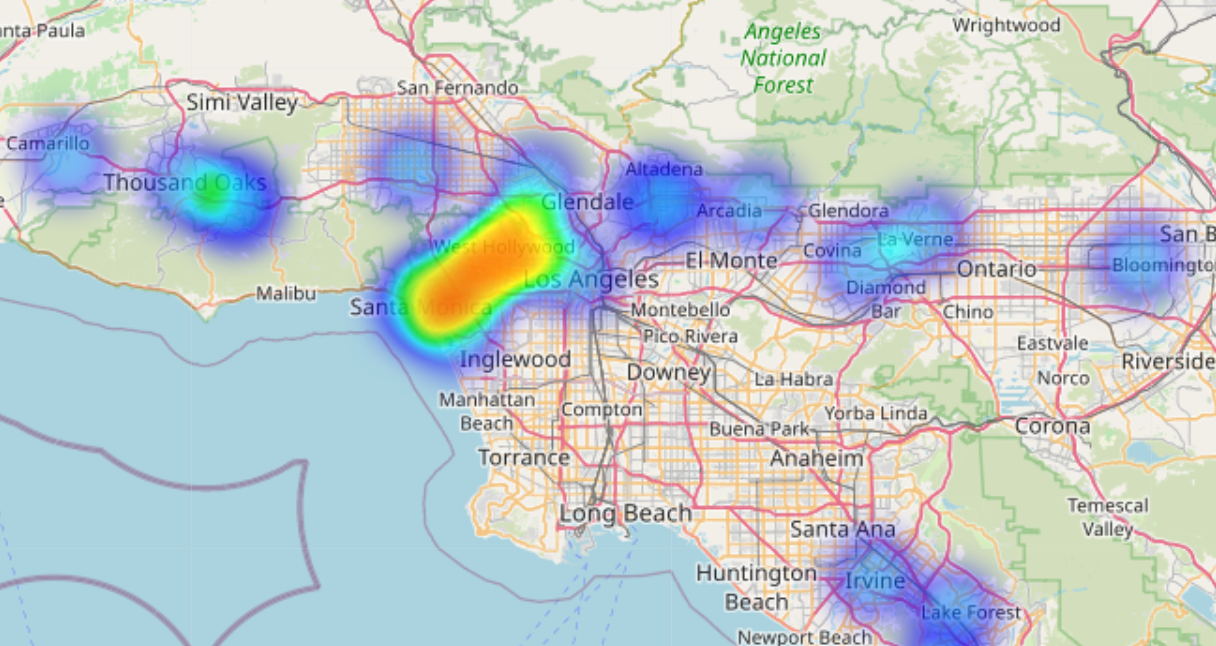 anta Paula
Wrightwood
Angeles
National
Forest
San Fernando
Simi Valley
Camarillo
Altadena
Thousand Oaks
Glendale
Arcadia
Glendora
La Verne
San B
West Hollywood
Covina
El Monte
Bloomington
Ontario
Los Angeles
Diamond
Bar
Malibu
Santa Monica
Montebello
Chino
Pico Rivera
Eastvale
Inglewood
Riverside
Downey
La Habra
Norco
Manhattan
Beach
Compton
Yorba Linda
Buena Park
Corona
Torrance
Anaheim
Long Beach
Temescal
Valley
Santa Ana
Huntington
Beach
Irvine
Lake Forest
Newport Beach